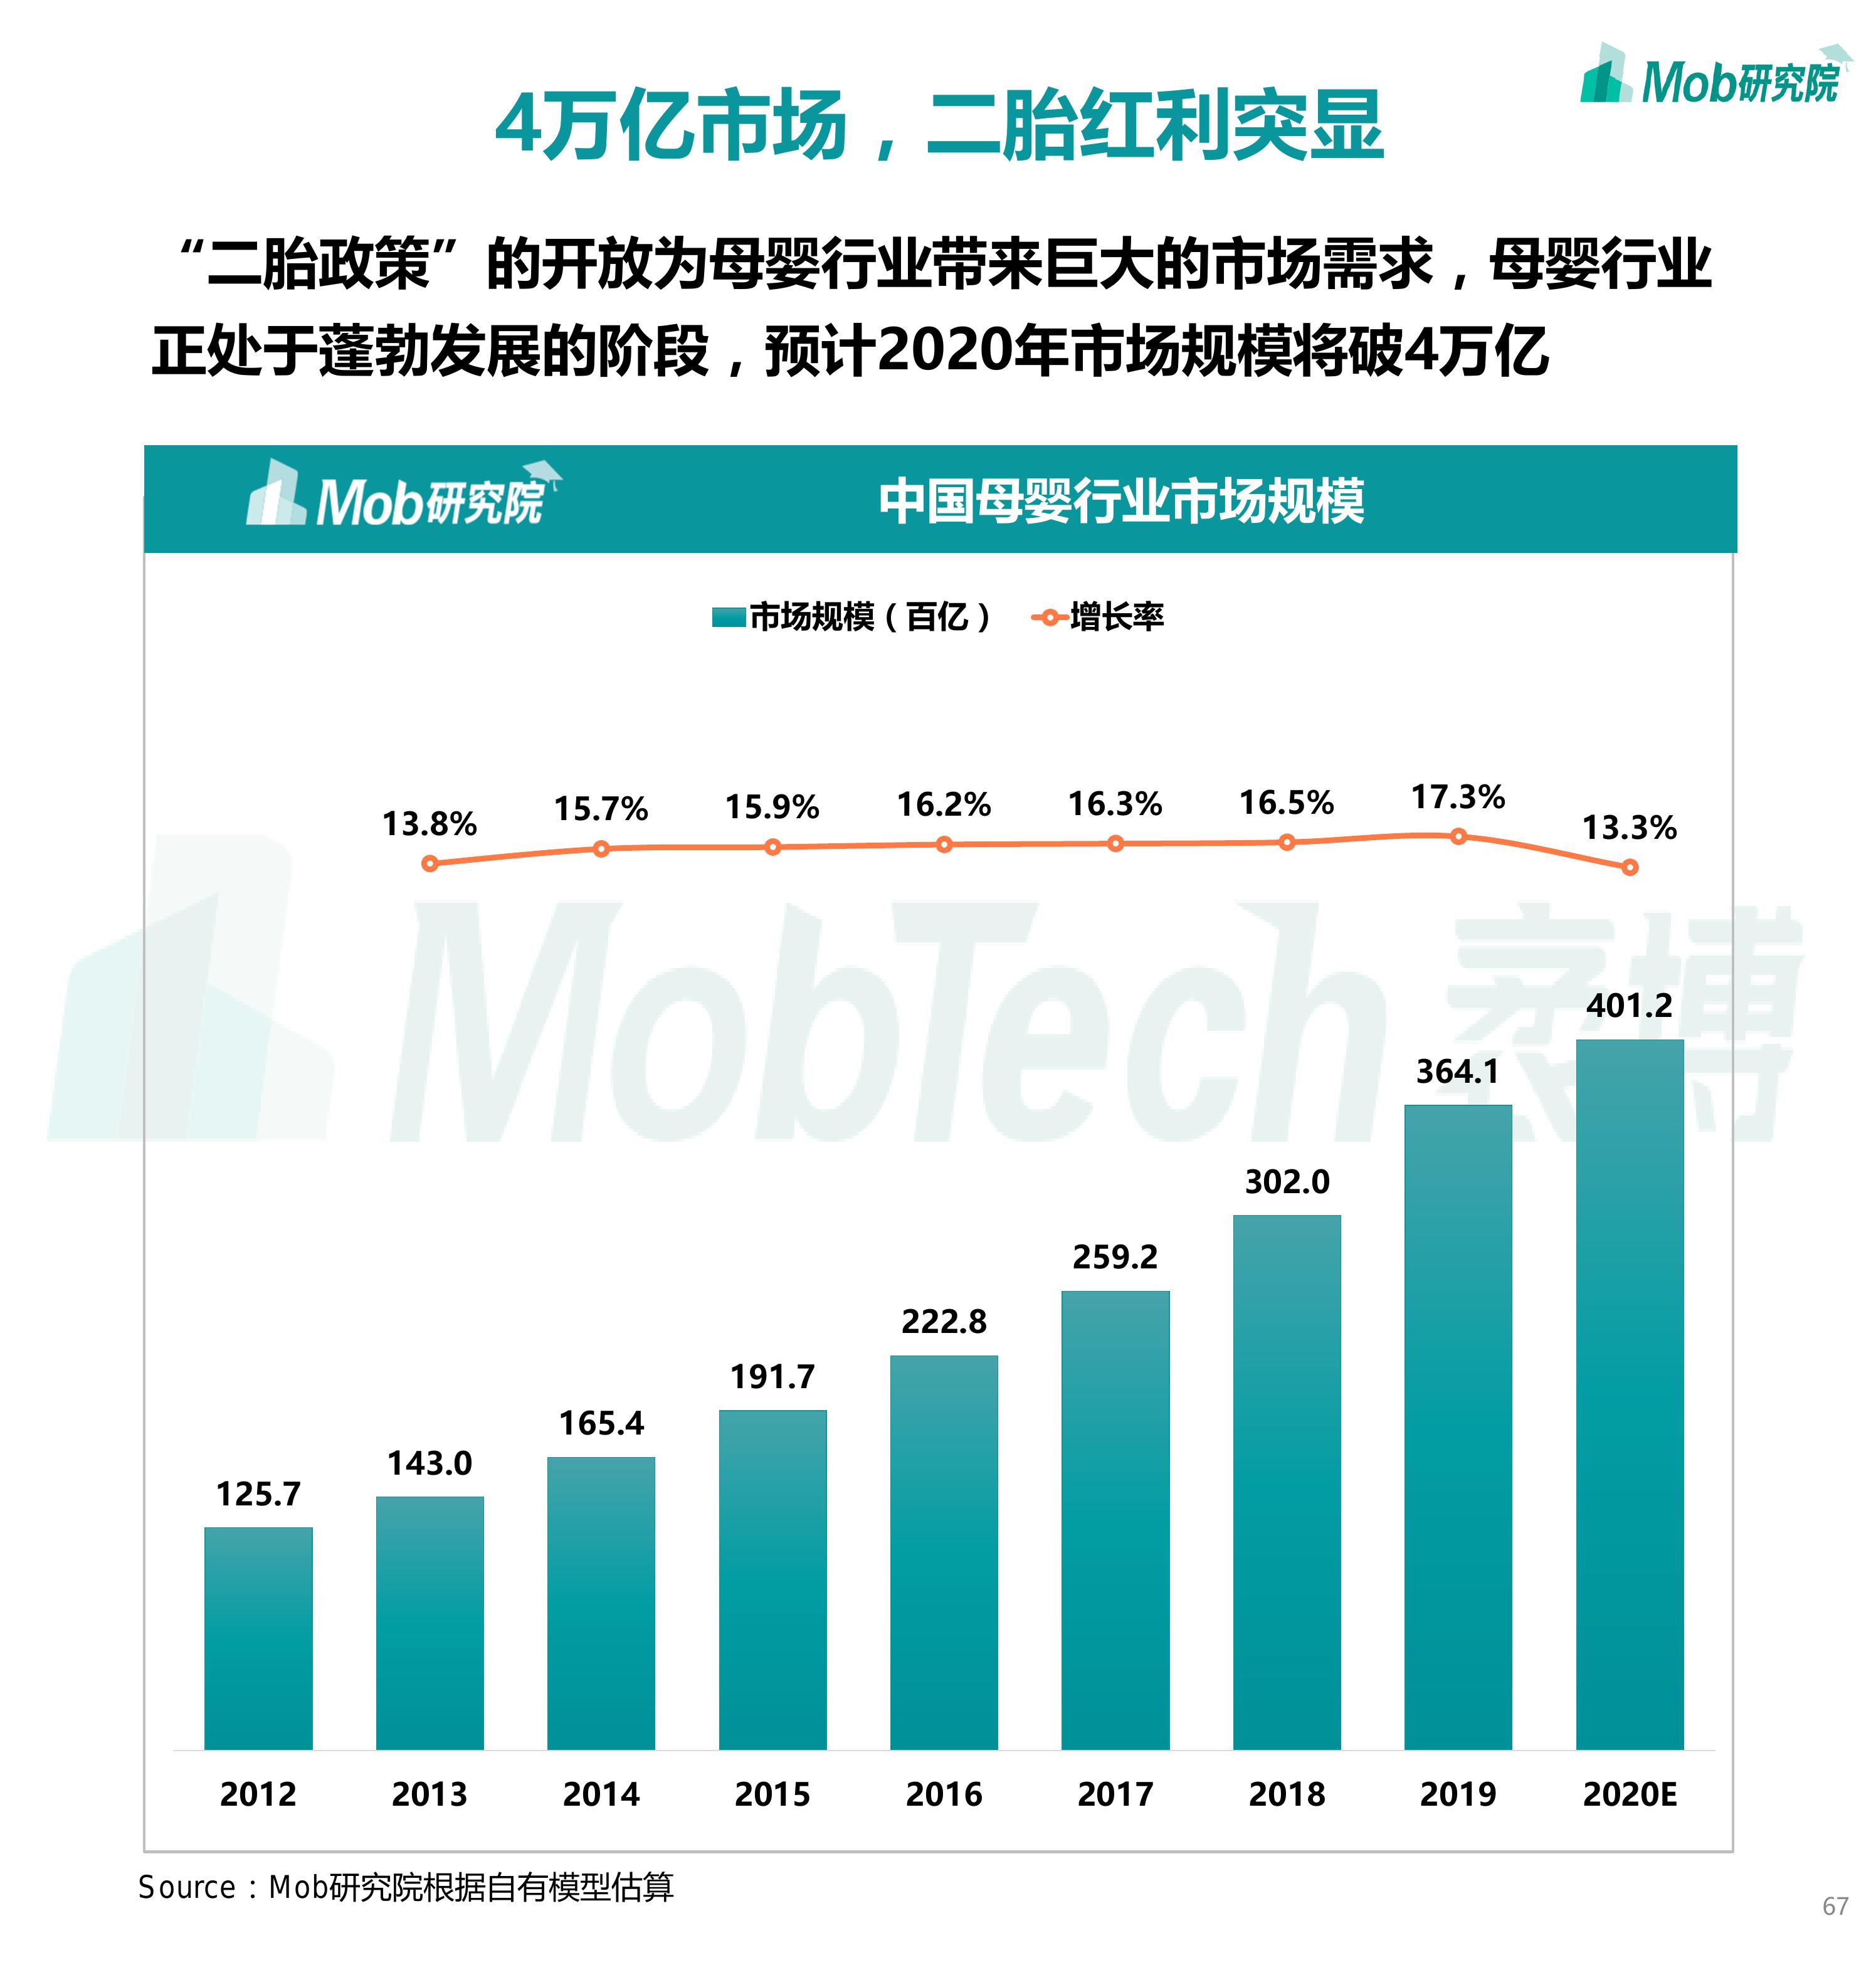 Mob研究院
4万亿市场，二胎红利突显
“二胎政策”的开放为母婴行业带来巨大的市场需求，母婴行业
正处于蓬勃发展的阶段，预计2020年市场规模将破4万亿
Mob研究院
中国母婴行业市场规模
市场规模（百亿） 增长率
13.8% 15.7% 15.9% 16.2% 16.3% 16.5% 17.3% 13.3%
MobTech 袤博
125.7 143.0 165.4 191.7 222.8 259.2 302.0 364.1 401.2
2012 2013 2014 2015 2016 2017 2018 2019 2020E
Source：Mob研究院根据自有模型估算
67